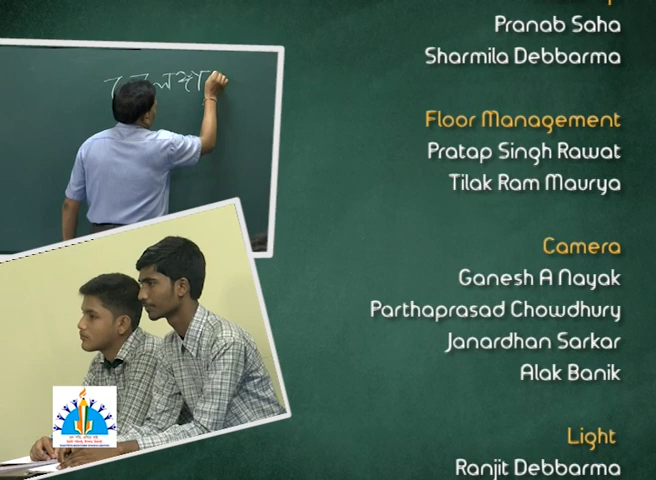 Pranab Saha
Sharmila Debbarma
Floor Management
Pratap Singh Rawat
Tilak Ram Maurya
Camera
Ganesh A Nayak
Parthaprasad Chowdhury
Janardhan Sarkar
Alak Banik
Light
Ranjit Debbarma